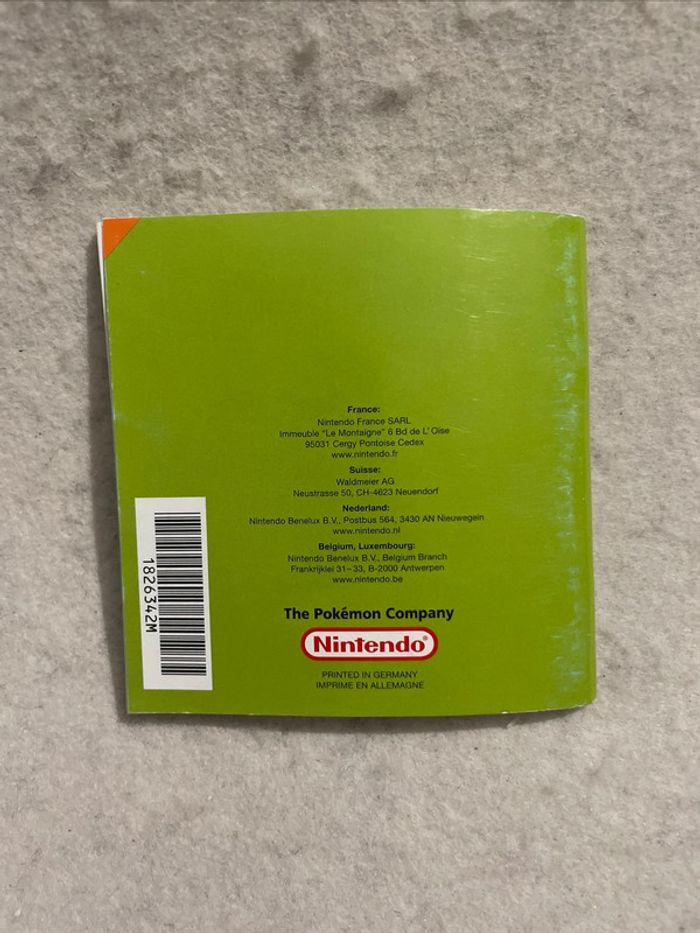 France:
Nintendo France SARL
Immeuble "Le Montaigne" 6 Bd de L' Oise
95031 Cergy Pontoise Cedex
www.nintendo.fr
Suisse:
Waldmeier AG
Neustrasse 50, CH-4623 Neuendorf
Nederland:
Nintendo Benelux B.V., Postbus 564, 3430 AN Nieuwegein
www.nintendo.nl
Belgium, Luxembourg:
Nintendo Benelux B.V., Belgium Branch
Frankrijklei 31–33, B-2000 Antwerpen
www.nintendo.be
The Pokémon Company
Nintendo®
PRINTED IN GERMANY
IMPRIME EN ALLEMAGNE
1826342M